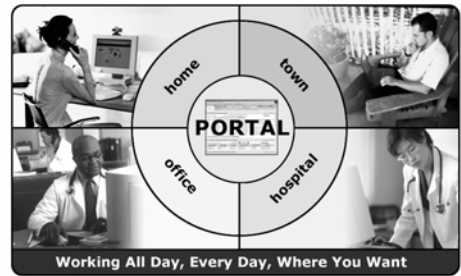 home
town
PORTAL
office
hospital
Working All Day, Every Day, Where You Want